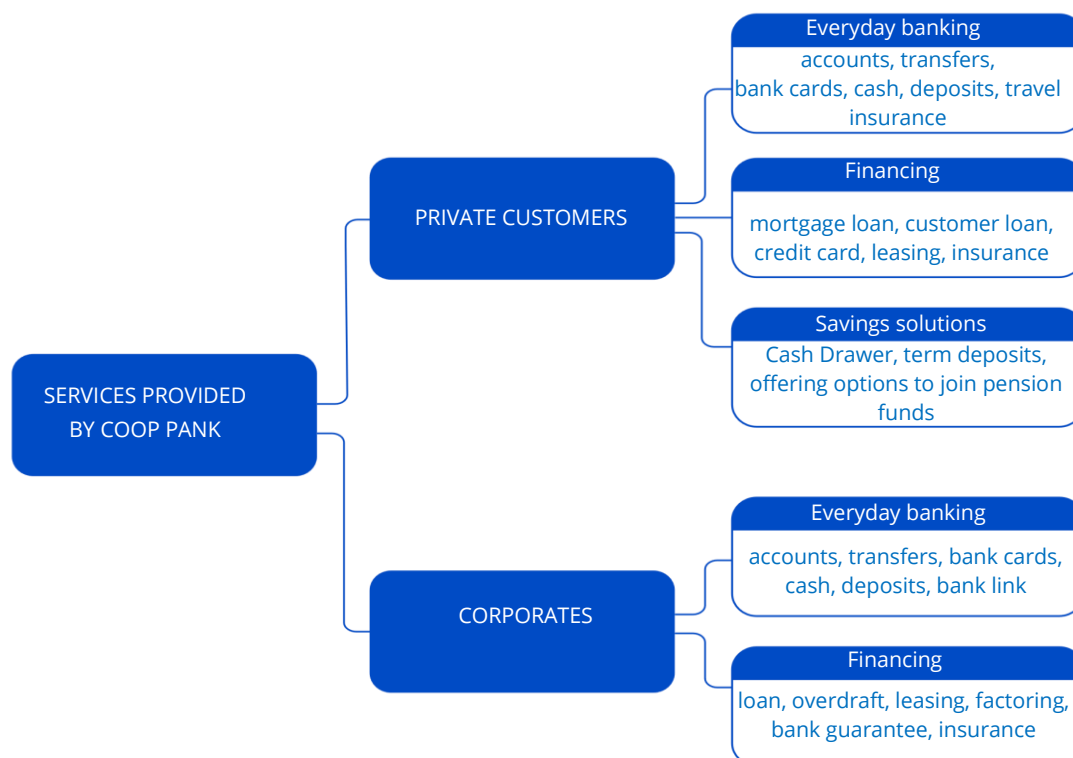 SERVICES PROVIDED
BY COOP PANK
PRIVATE CUSTOMERS
Everyday banking
accounts, transfers,
bank cards, cash, deposits, travel
insurance
Financing
mortgage loan, customer loan,
credit card, leasing, insurance
Savings solutions
Cash Drawer, term deposits,
offering options to join pension
funds
CORPORATES
Everyday banking
accounts, transfers, bank cards,
cash, deposits, bank link
Financing
loan, overdraft, leasing, factoring,
bank guarantee, insurance